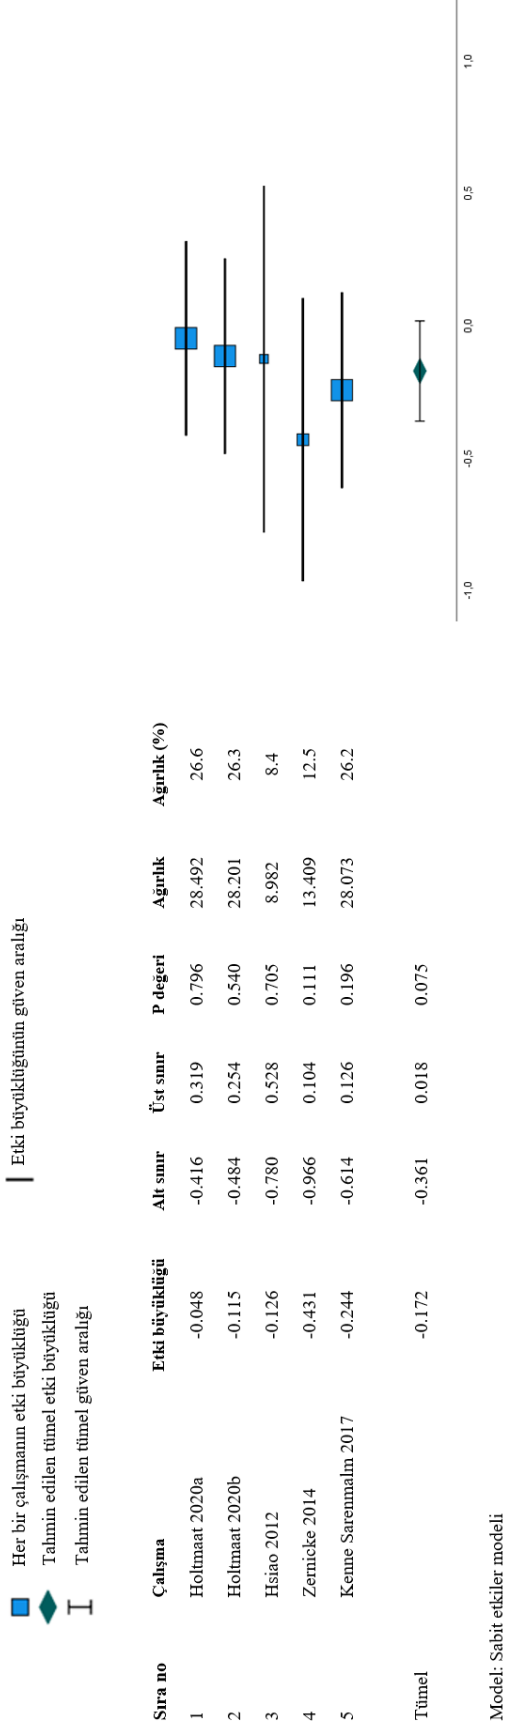 Her bir çalışmanın etki büyüklüğü Etki büyüklüğünün güven aralığı
Tahmin edilen tümel etki büyüklüğü
Tahmin edilen tümel güven aralığı
Sıra no Çalışma Etki büyüklüğü Alt sınır Üst sınır P değeri Ağırlık Ağırlık (%)
1 Holtmaat 2020a -0.048 -0.416 0.319 0.796 28.492 26.6
2 Holtmaat 2020b -0.115 -0.484 0.254 0.540 28.201 26.3
3 Hsiao 2012 -0.126 -0.780 0.528 0.705 8.982 8.4
4 Zernicke 2014 -0.431 -0.966 0.104 0.111 13.409 12.5
5 Kenne Sarenmalm 2017 -0.244 -0.614 0.126 0.196 28.073 26.2
Tümel -0.172 -0.361 0.018 0.075
-1,0 -0,5 0,0 0,5 1,0
Model: Sabit etkiler modeli